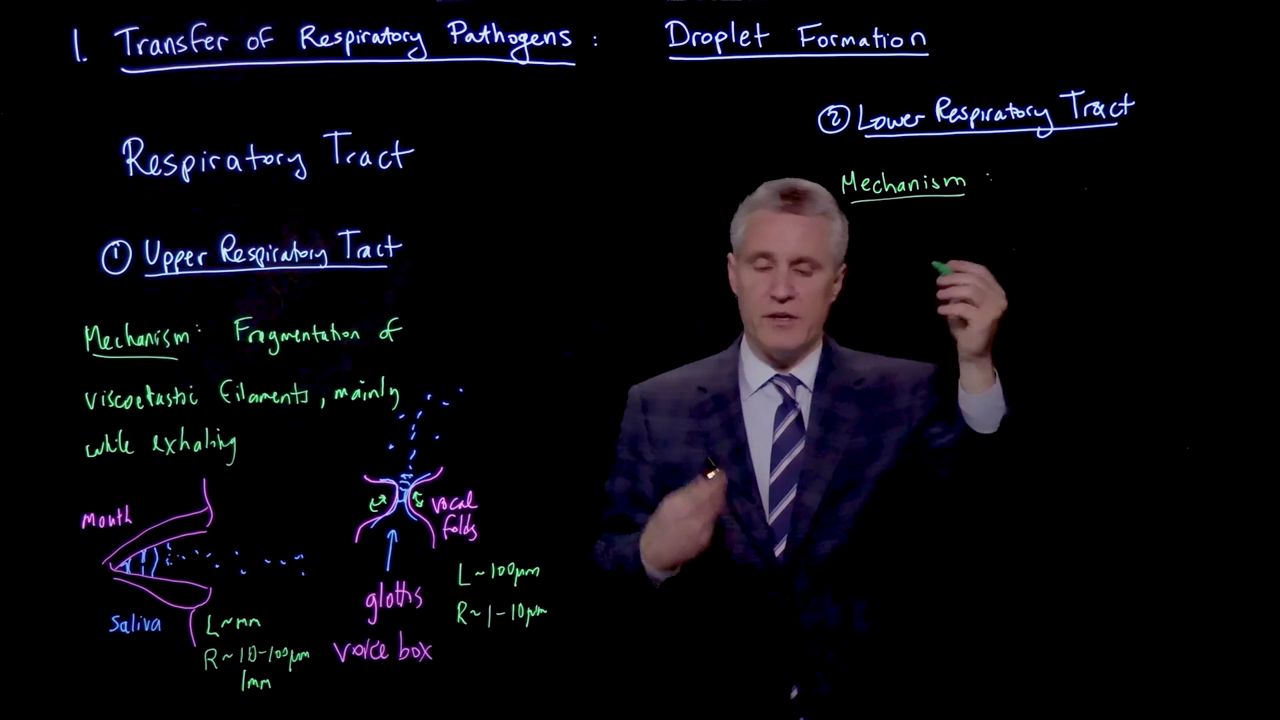 1. Transfer of Respiratory Pathogens : Droplet Formation
Respiratory Tract
① Upper Respiratory Tract
Mechanism: Fragmentation of
viscoelastic filaments, mainly
while exhaling
Mouth
Saliva
L~mm
R~10-100μm
1mm
vocal
folds
glottis
voice box
L~100μm
R~1-10μm
② Lower Respiratory Tract
Mechanism :